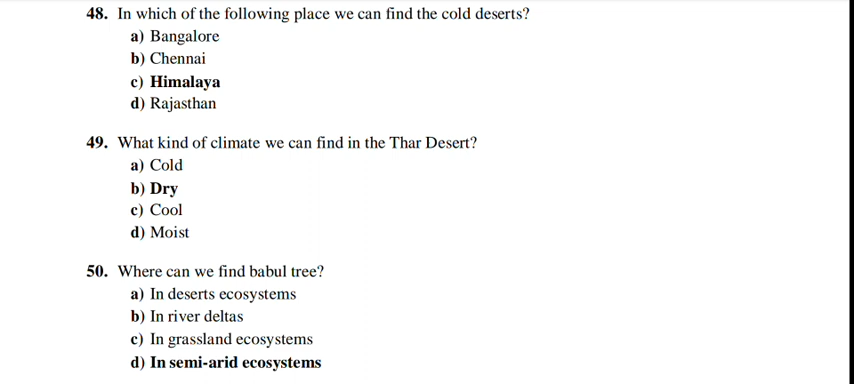 48. In which of the following place we can find the cold deserts?
a) Bangalore
b) Chennai
c) Himalaya
d) Rajasthan
49. What kind of climate we can find in the Thar Desert?
a) Cold
b) Dry
c) Cool
d) Moist
50. Where can we find babul tree?
a) In deserts ecosystems
b) In river deltas
c) In grassland ecosystems
d) In semi-arid ecosystems